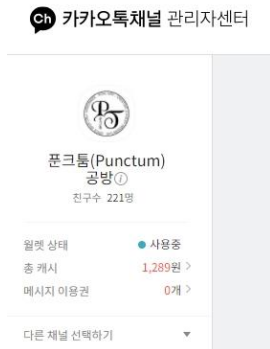 Ch 카카오톡채널 관리자센터
푼크툼(Punctum)
공방
친구수 221명
월렛 상태 사용중
총 캐시 1,289원
메시지 이용권 0개
다른 채널 선택하기